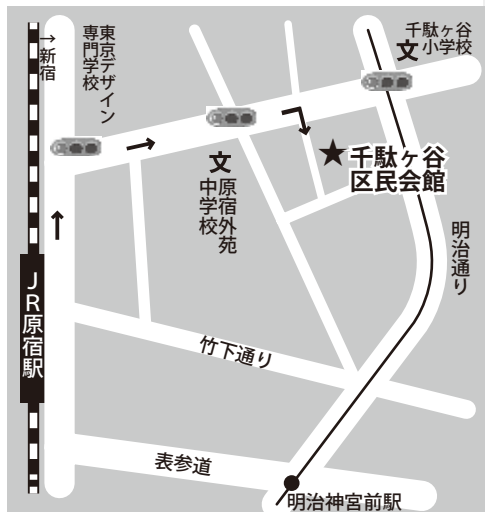 →新宿
東京デザイン
専門学校
千駄ヶ谷
小学校
文
文
原宿外苑
中学校
★千駄ヶ谷
区民会館
明治通り
JR原宿駅
竹下通り
表参道
明治神宮前駅